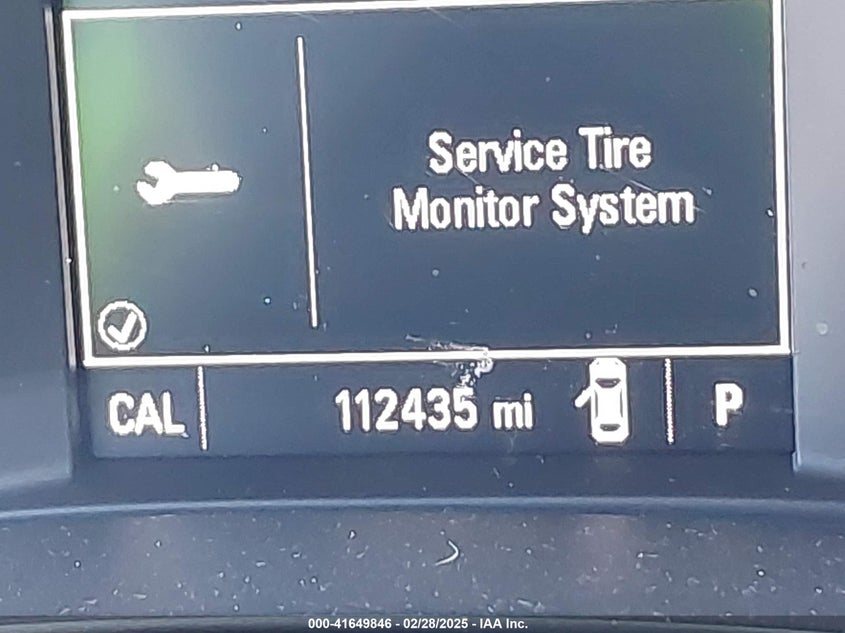 Service Tire
Monitor System
CAL
112435 mi
P
000-41649846 - 02/28/2025 - IAA Inc.